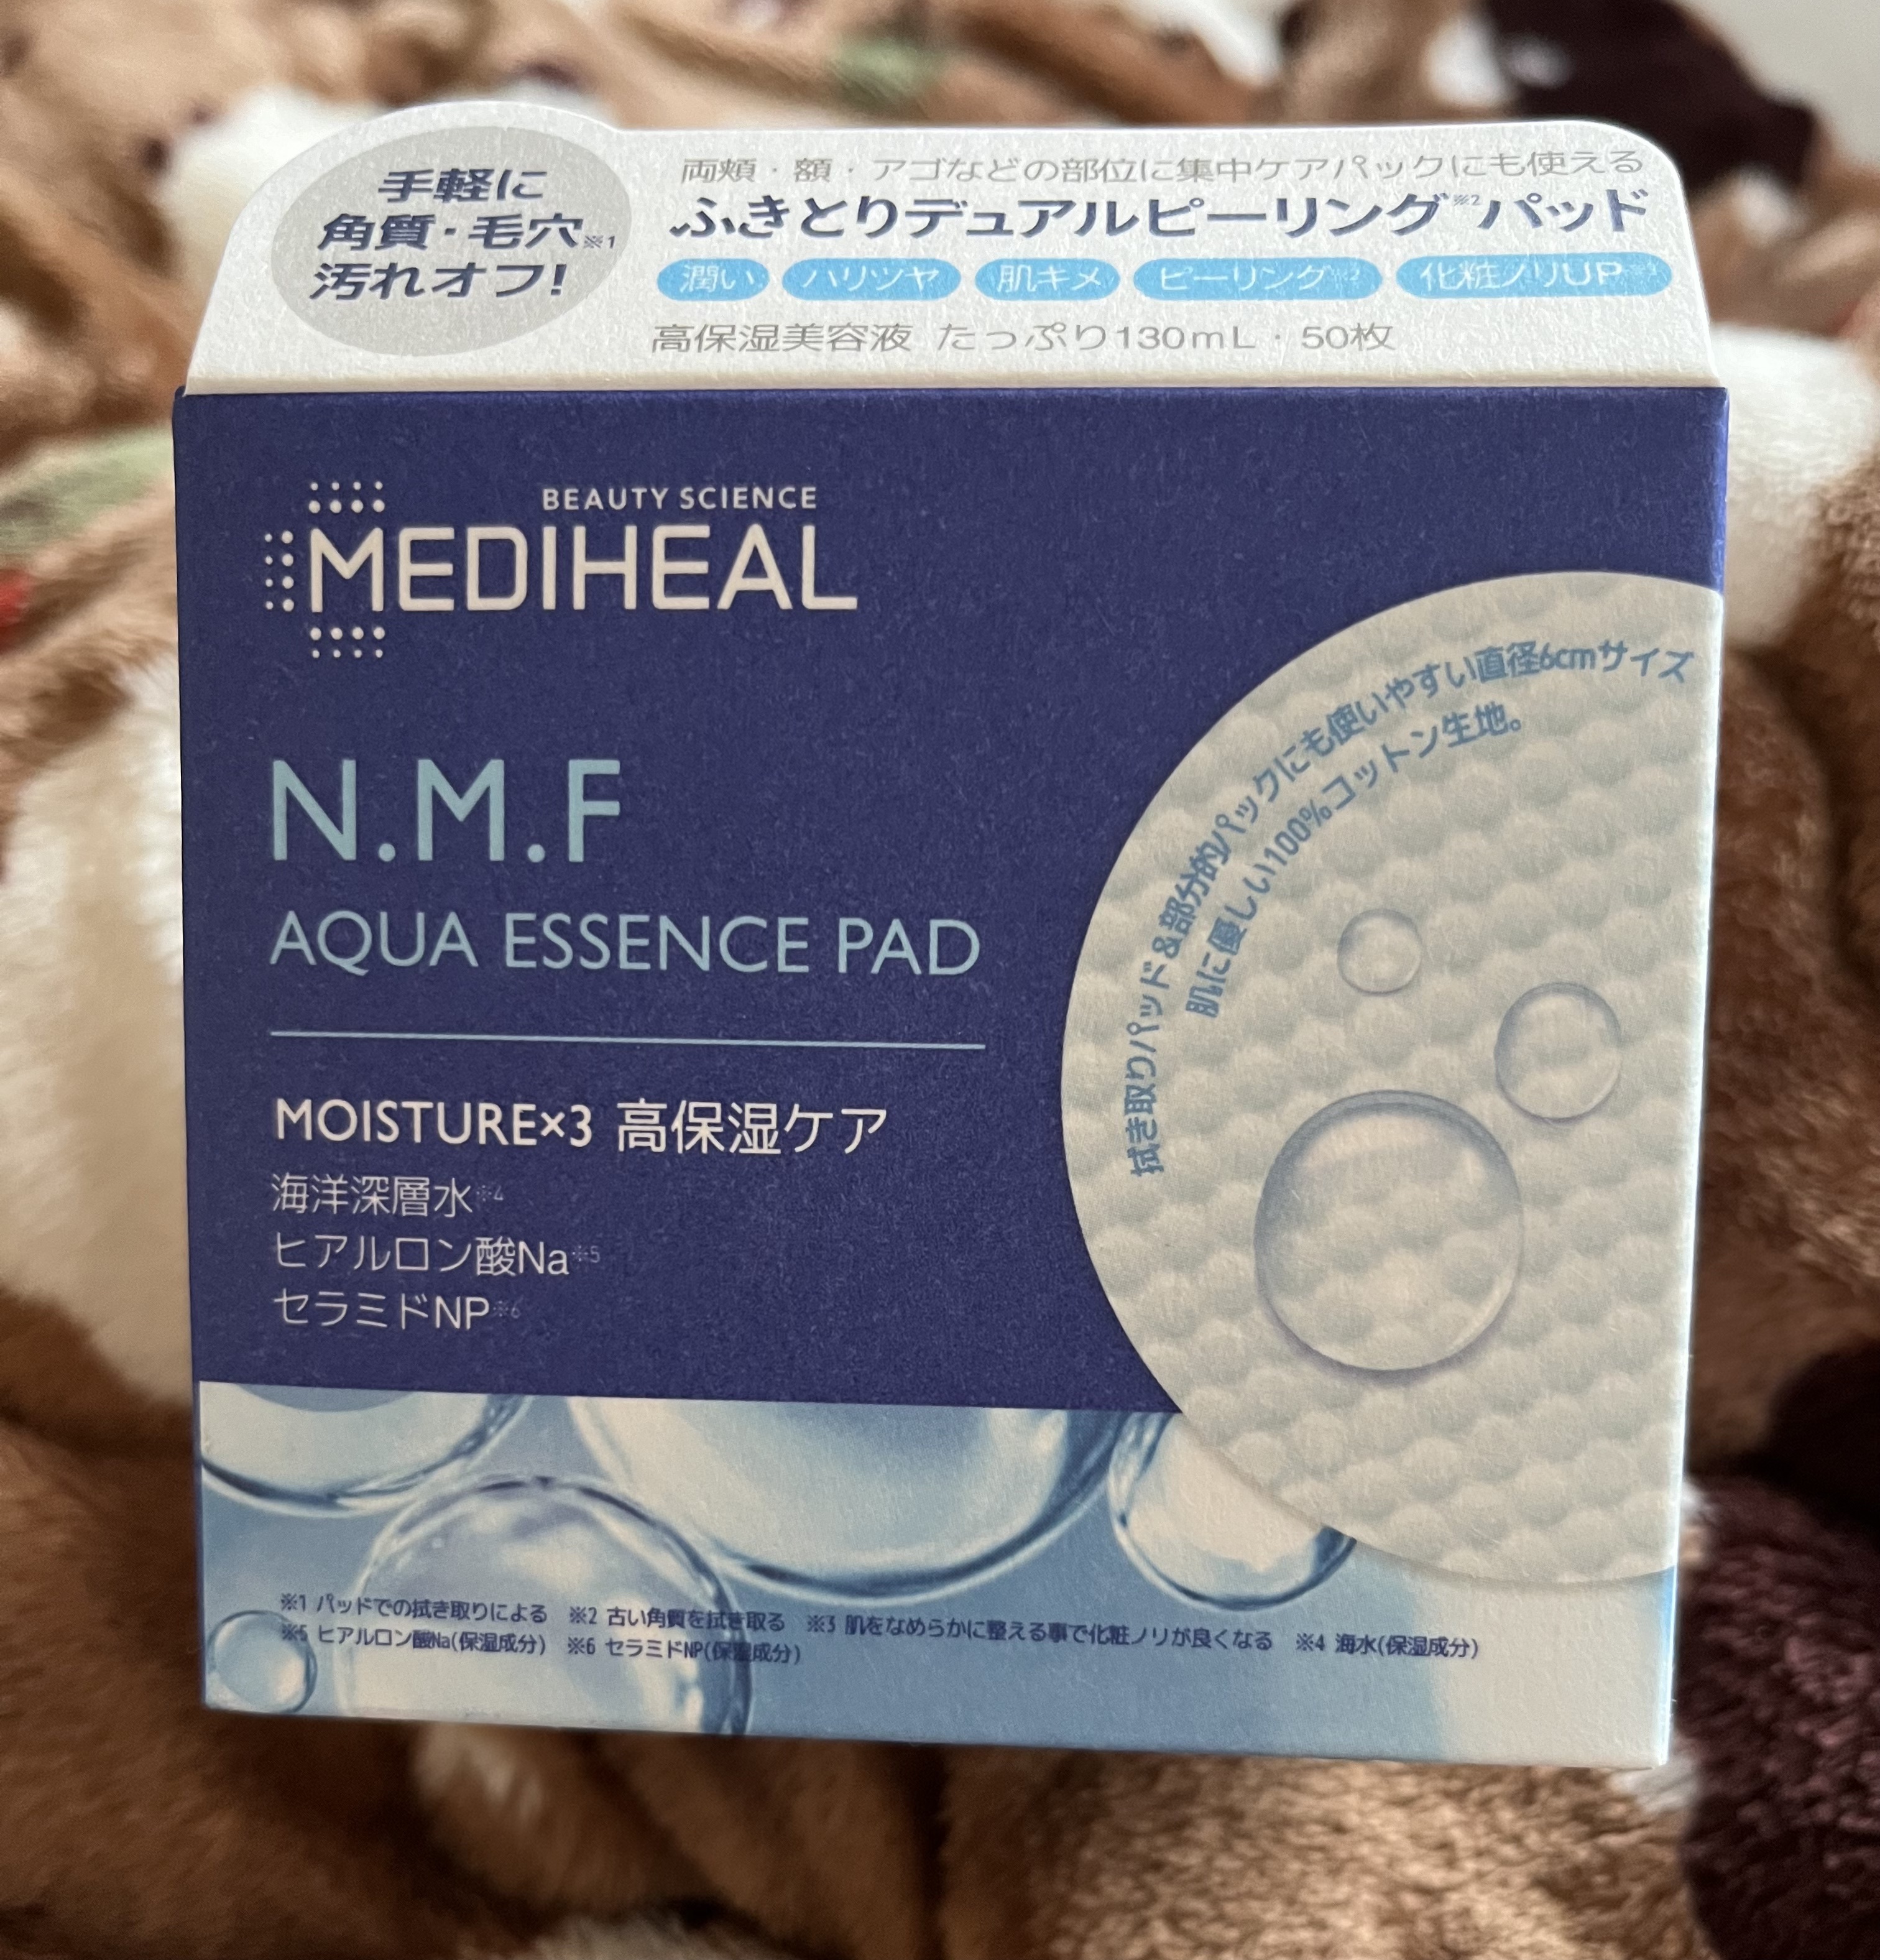 手軽に
角質・毛穴※1
汚れオフ!
両頬・額・アゴなどの部位に集中ケアパックにも使える
ふきとりデュアルピーリング※2パッド
潤い ハリツヤ 肌キメ ピーリング※2 化粧ノリUP※3
高保湿美容液 たっぷり130mL・50枚
BEAUTY SCIENCE
MEDIHEAL
N.M.F
AQUA ESSENCE PAD
MOISTURE×3 高保湿ケア
海洋深層水※4
ヒアルロン酸Na※5
セラミドNP※6
拭き取りパッド&部分的パックにも使いやすい直径6cmサイズ
肌に優しい100%コットン生地。
※1 パッドでの拭き取りによる ※2 古い角質を拭き取る ※3 肌をなめらかに整える事で化粧ノリが良くなる ※4 海水(保湿成分)
※5 ヒアルロン酸Na(保湿成分) ※6 セラミドNP(保湿成分)